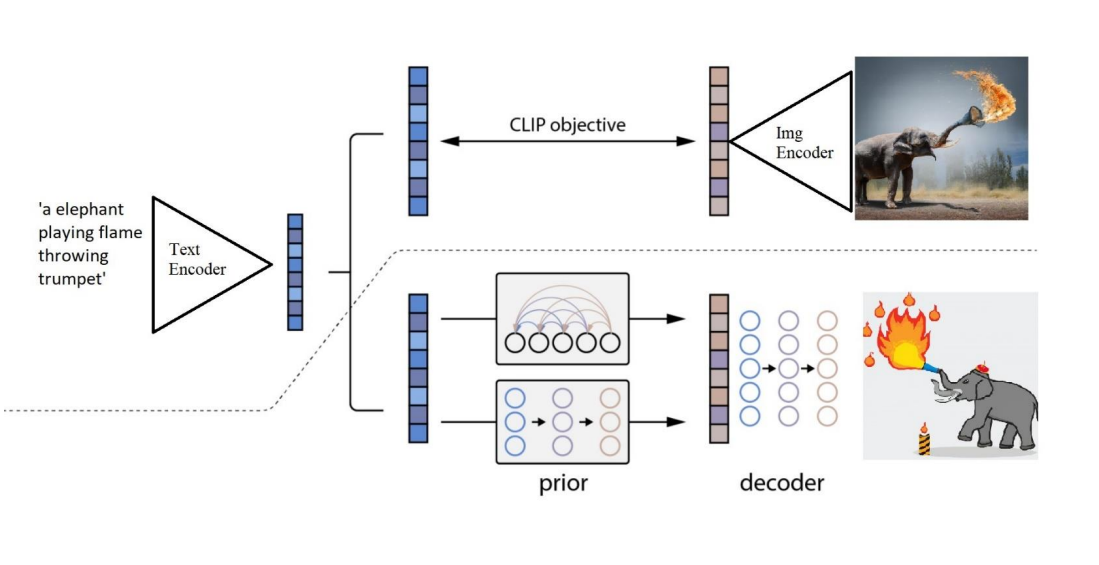 'a elephant
playing flame
throwing
trumpet'
Text
Encoder
CLIP objective
Img
Encoder
prior
decoder